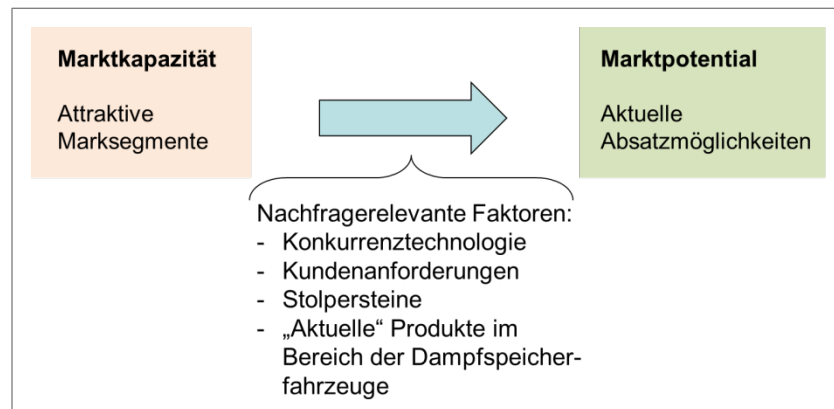 Marktkapazität
Attraktive
Marksegmente
Marktpotential
Aktuelle
Absatzmöglichkeiten
Nachfragerelevante Faktoren:
- Konkurrenztechnologie
- Kundenanforderungen
- Stolpersteine
- „Aktuelle“ Produkte im
Bereich der Dampfspeicher-
fahrzeuge